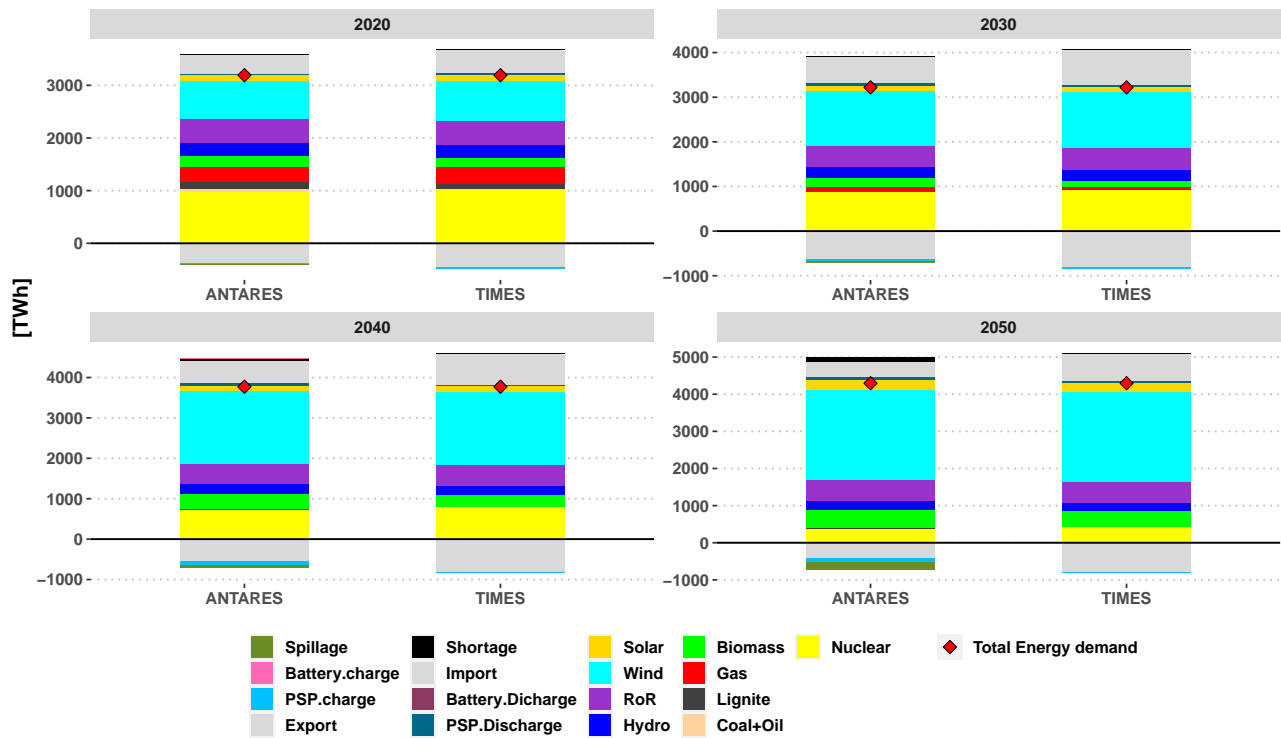 2020
2030
3000
2000
1000
0
ANTARES
TIMES
4000
3000
2000
1000
0
−1000
ANTARES
TIMES
[TWh]
2040
2050
4000
3000
2000
1000
0
−1000
ANTARES
TIMES
5000
4000
3000
2000
1000
0
−1000
ANTARES
TIMES
Spillage Shortage Solar Biomass Nuclear Total Energy demand
Battery.charge Import Wind Gas
PSP.charge Battery.Dicharge RoR Lignite
Export PSP.Discharge Hydro Coal+Oil